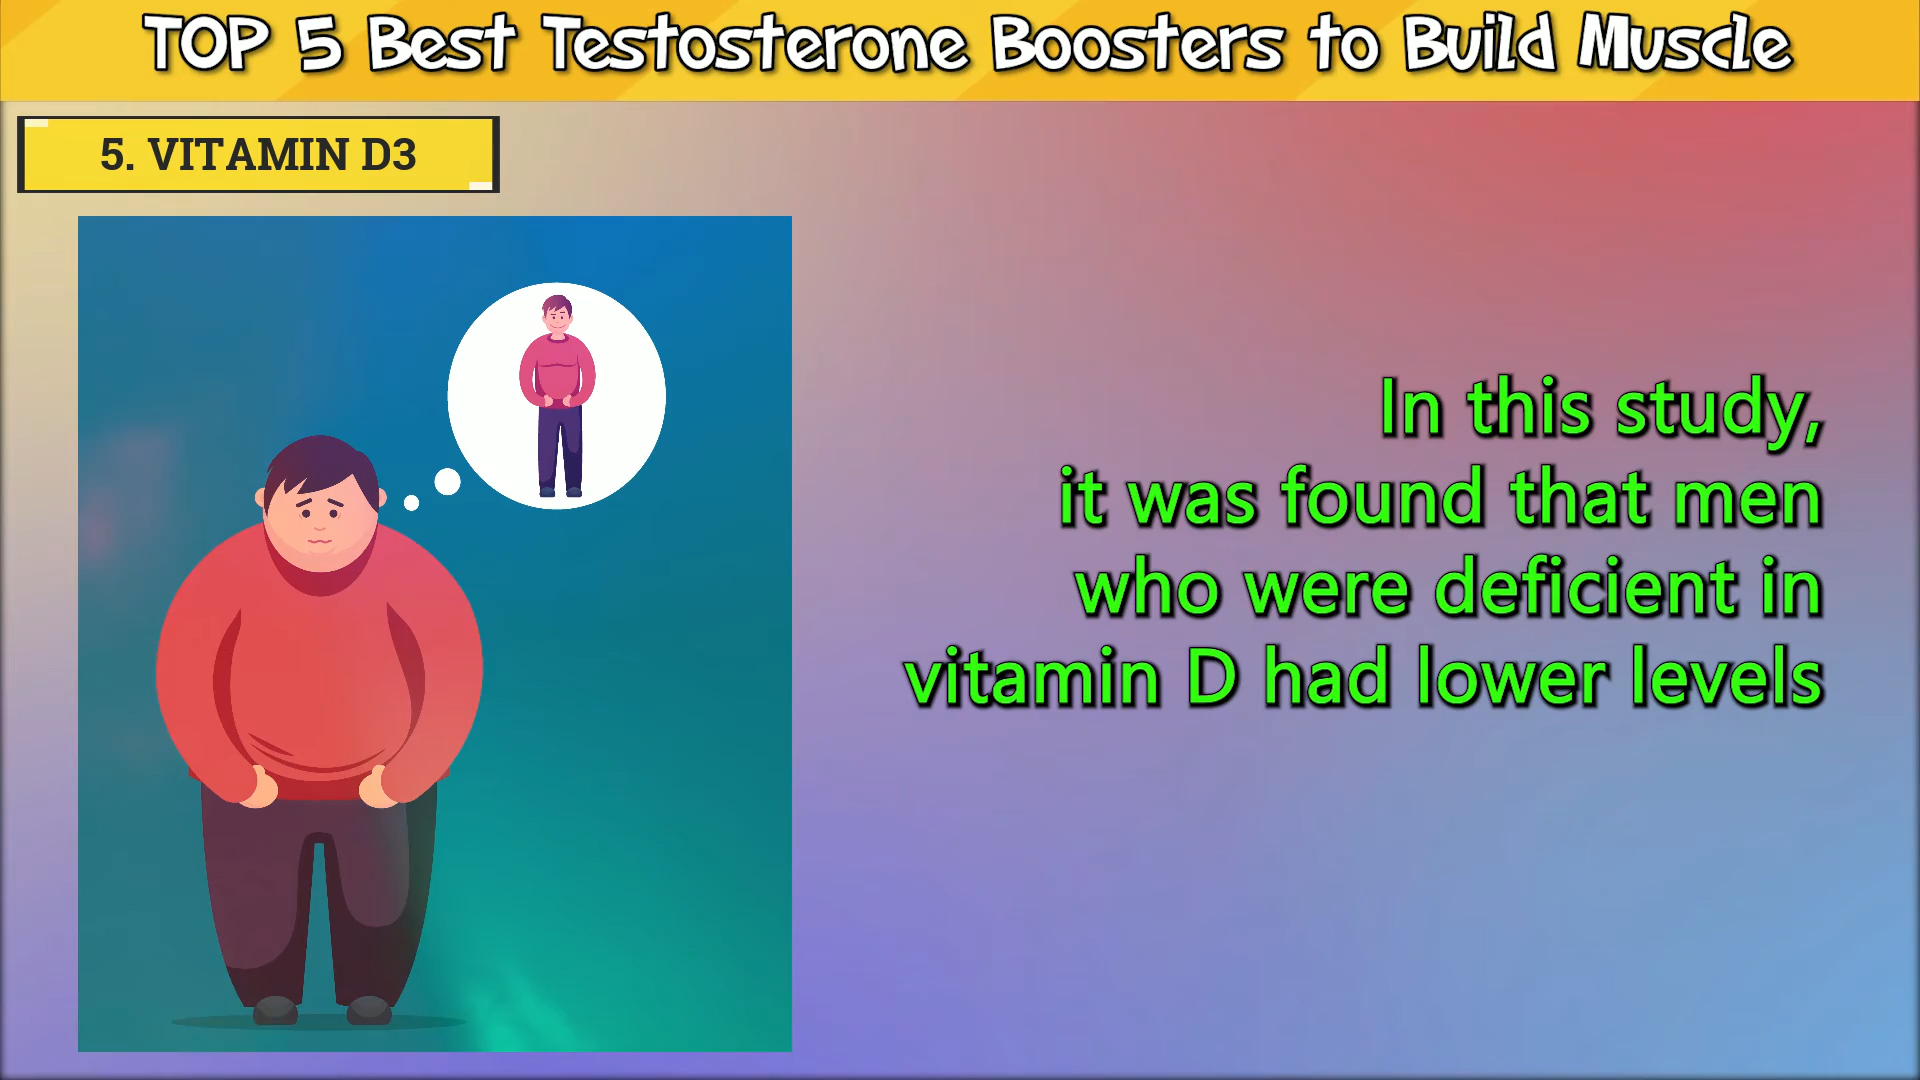 TOP 5 Best Testosterone Boosters to Build Muscle
5. VITAMIN D3
In this study,
it was found that men
who were deficient in
vitamin D had lower levels